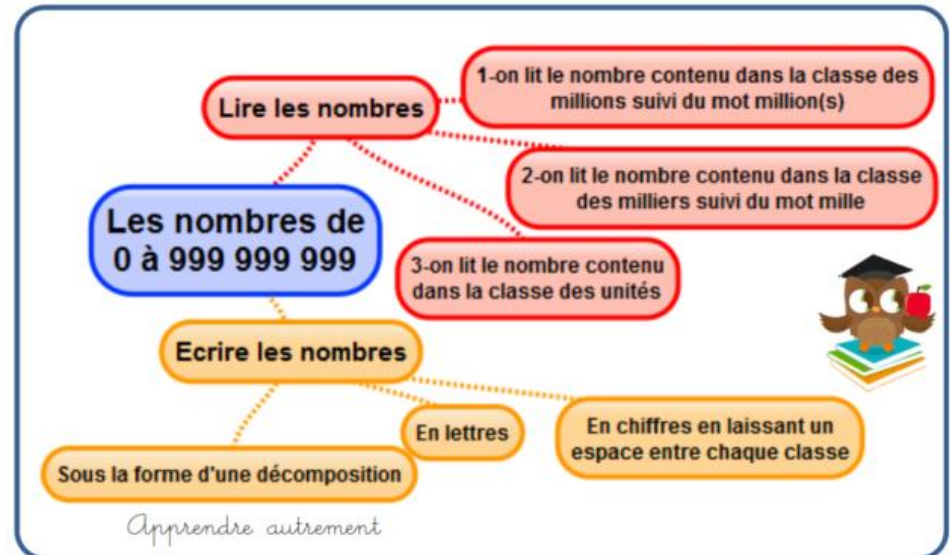 1-on lit le nombre contenu dans la classe des
millions suivi du mot million(s)
Lire les nombres
2-on lit le nombre contenu dans la classe
des milliers suivi du mot mille
Les nombres de
0 à 999 999 999
3-on lit le nombre contenu
dans la classe des unités
Ecrire les nombres
En lettres
En chiffres en laissant un
espace entre chaque classe
Sous la forme d'une décomposition
Apprendre autrement